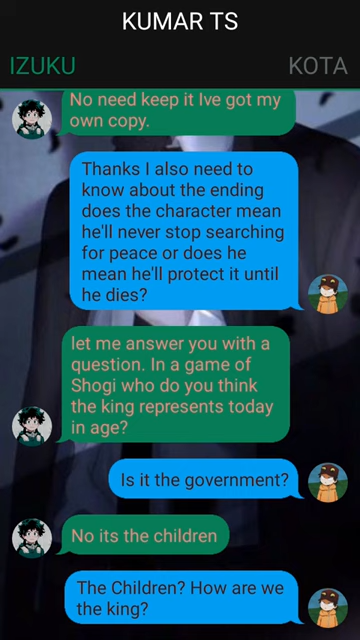 KUMAR TS
IZUKU
KOTA
No need keep it Ive got my
own copy.
Thanks I also need to
know about the ending
does the character mean
he'll never stop searching
for peace or does he
mean he'll protect it until
he dies?
let me answer you with a
question. In a game of
Shogi who do you think
the king represents today
in age?
Is it the government?
No its the children
The Children? How are we
the king?